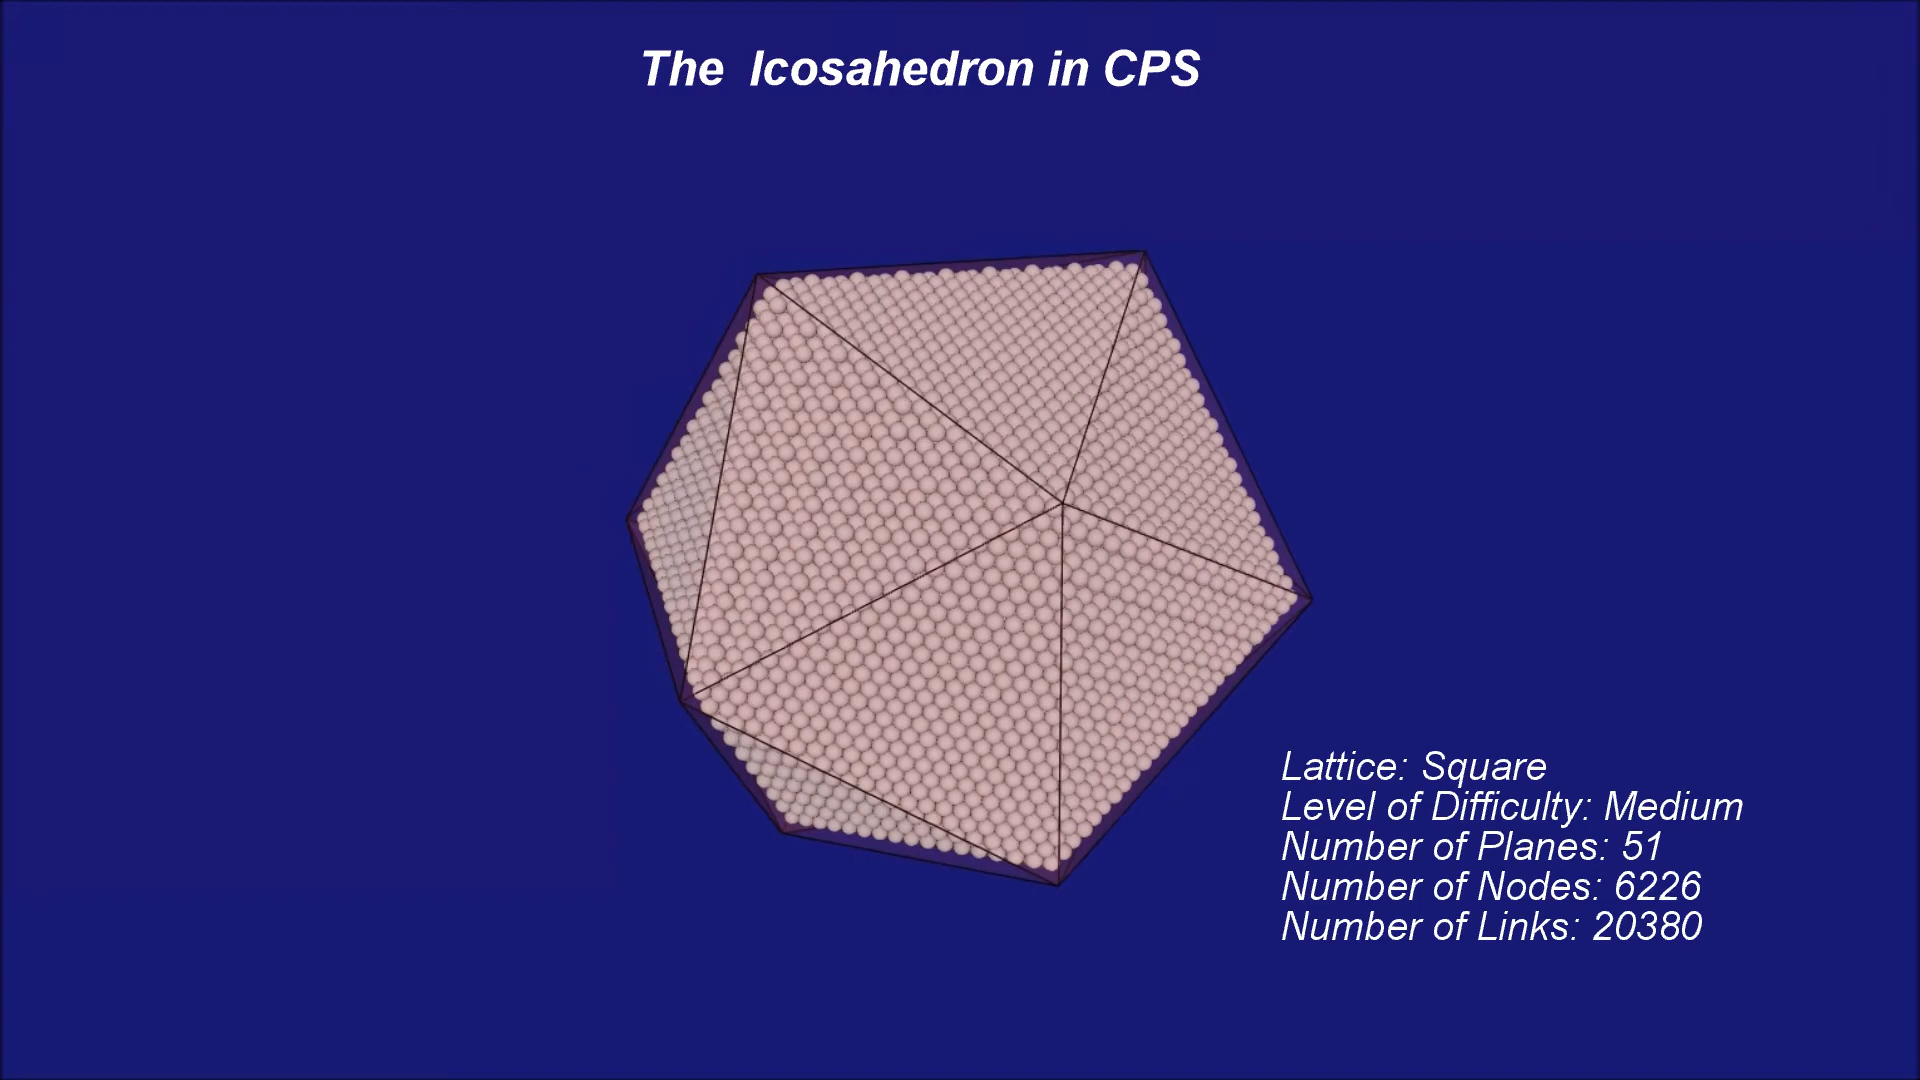 The Icosahedron in CPS
Lattice: Square
Level of Difficulty: Medium
Number of Planes: 51
Number of Nodes: 6226
Number of Links: 20380